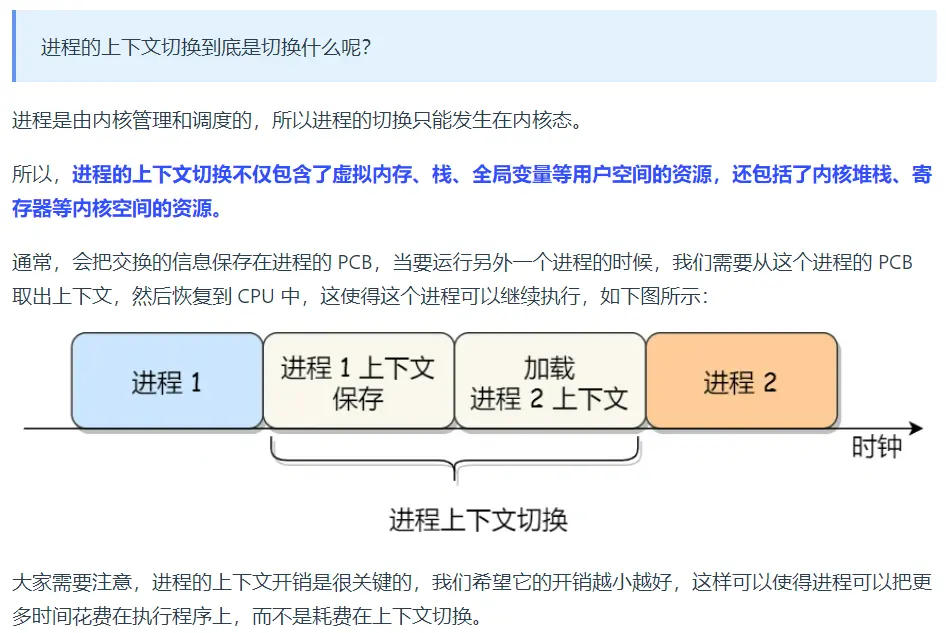 进程的上下文切换到底是切换什么呢？
进程是由内核管理和调度的，所以进程的切换只能发生在内核态。
所以，进程的上下文切换不仅包含了虚拟内存、栈、全局变量等用户空间的资源，还包括了内核堆栈、寄
存器等内核空间的资源。
通常，会把交换的信息保存在进程的 PCB，当要运行另外一个进程的时候，我们需要从这个进程的 PCB
取出上下文，然后恢复到 CPU 中，这使得这个进程可以继续执行，如下图所示：
进程 1
进程 1 上下文
保存
加载
进程 2 上下文
进程 2
时钟
进程上下文切换
大家需要注意，进程的上下文开销是很关键的，我们希望它的开销越小越好，这样可以使得进程可以把更
多时间花费在执行程序上，而不是耗费在上下文切换。